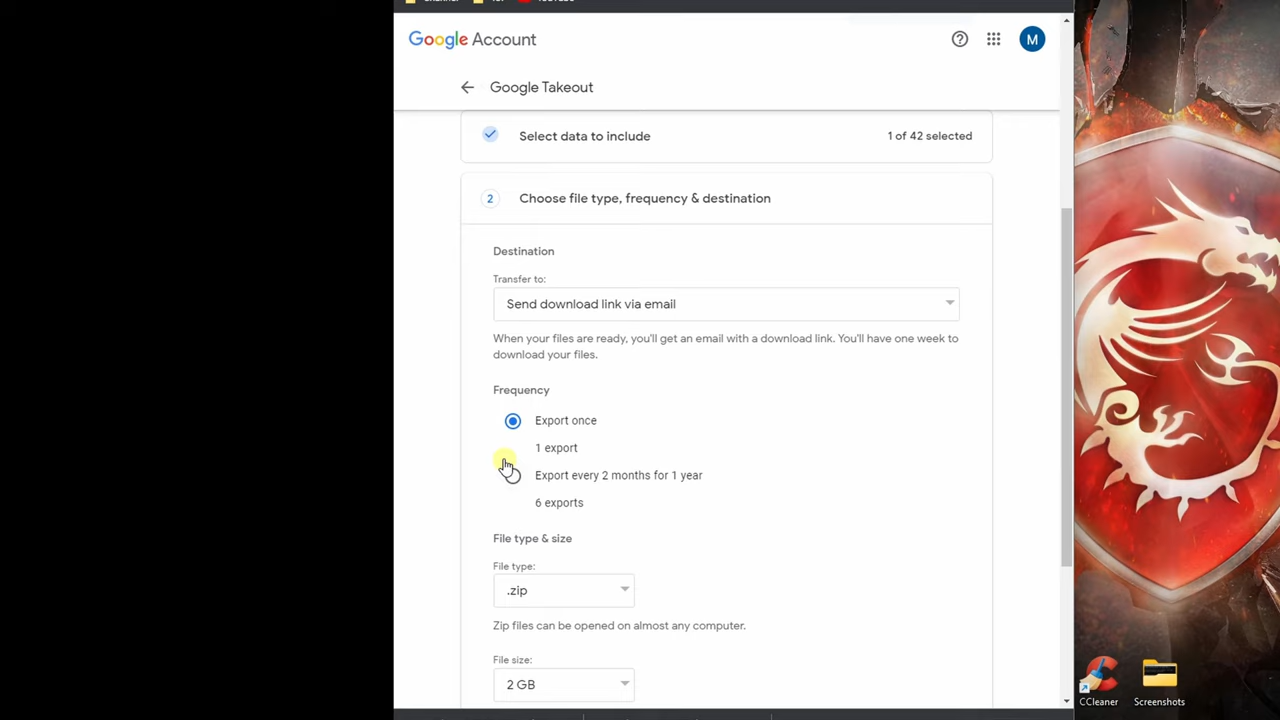 Google Account
M
Google Takeout
Select data to include
1 of 42 selected
2
Choose file type, frequency & destination
Destination
Transfer to:
Send download link via email
When your files are ready, you'll get an email with a download link. You'll have one week to
download your files.
Frequency
Export once
1 export
Export every 2 months for 1 year
6 exports
File type & size
File type:
.zip
Zip files can be opened on almost any computer.
File size:
2 GB
CCleaner
Screenshots